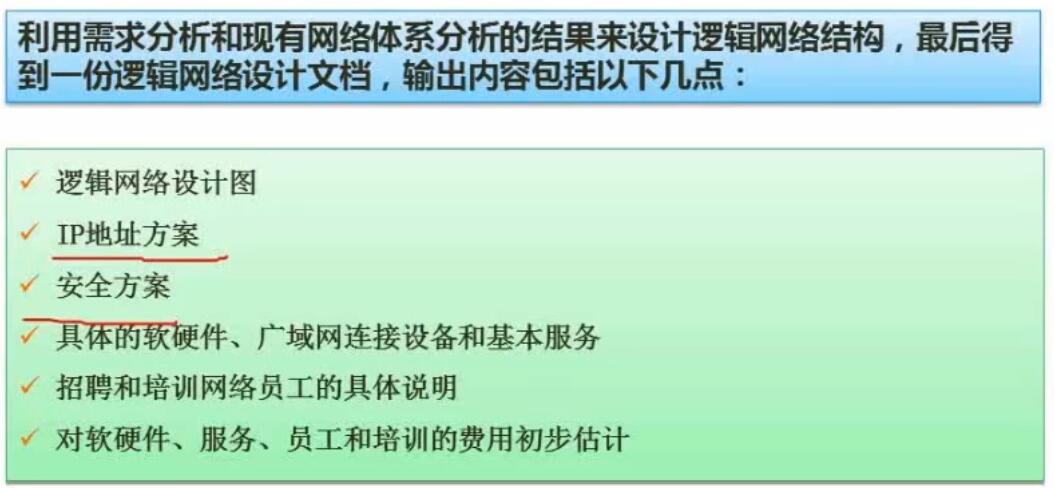 利用需求分析和现有网络体系分析的结果来设计逻辑网络结构，最后得
到一份逻辑网络设计文档，输出内容包括以下几点：
✓ 逻辑网络设计图
✓ IP地址方案
✓ 安全方案
✓ 具体的软硬件、广域网连接设备和基本服务
✓ 招聘和培训网络员工的具体说明
✓ 对软硬件、服务、员工和培训的费用初步估计